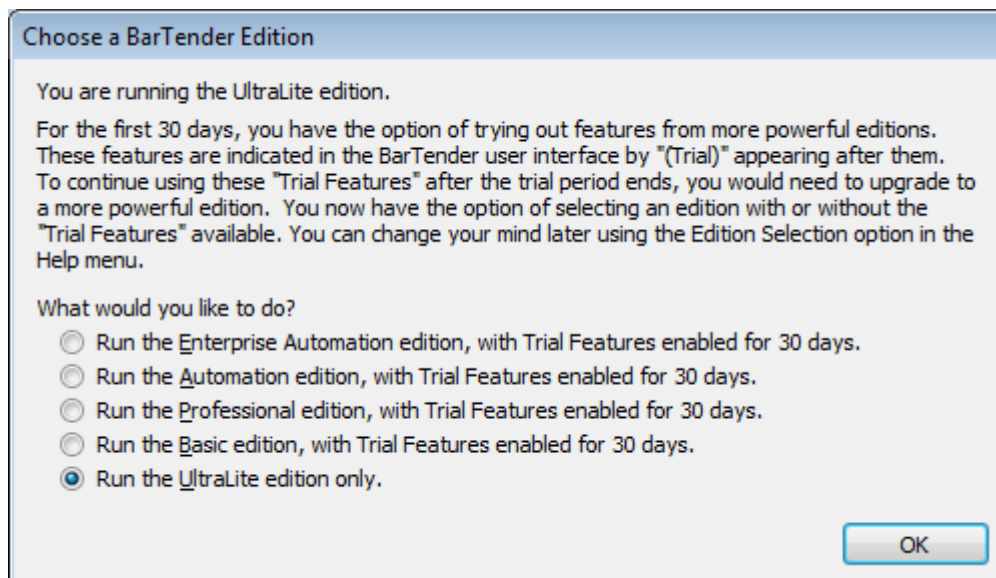 Choose a BarTender Edition
You are running the UltraLite edition.
For the first 30 days, you have the option of trying out features from more powerful editions.
These features are indicated in the BarTender user interface by "(Trial)" appearing after them.
To continue using these "Trial Features" after the trial period ends, you would need to upgrade to
a more powerful edition.  You now have the option of selecting an edition with or without the
"Trial Features" available. You can change your mind later using the Edition Selection option in the
Help menu.
What would you like to do?
Run the Enterprise Automation edition, with Trial Features enabled for 30 days.
Run the Automation edition, with Trial Features enabled for 30 days.
Run the Professional edition, with Trial Features enabled for 30 days.
Run the Basic edition, with Trial Features enabled for 30 days.
Run the UltraLite edition only.
OK